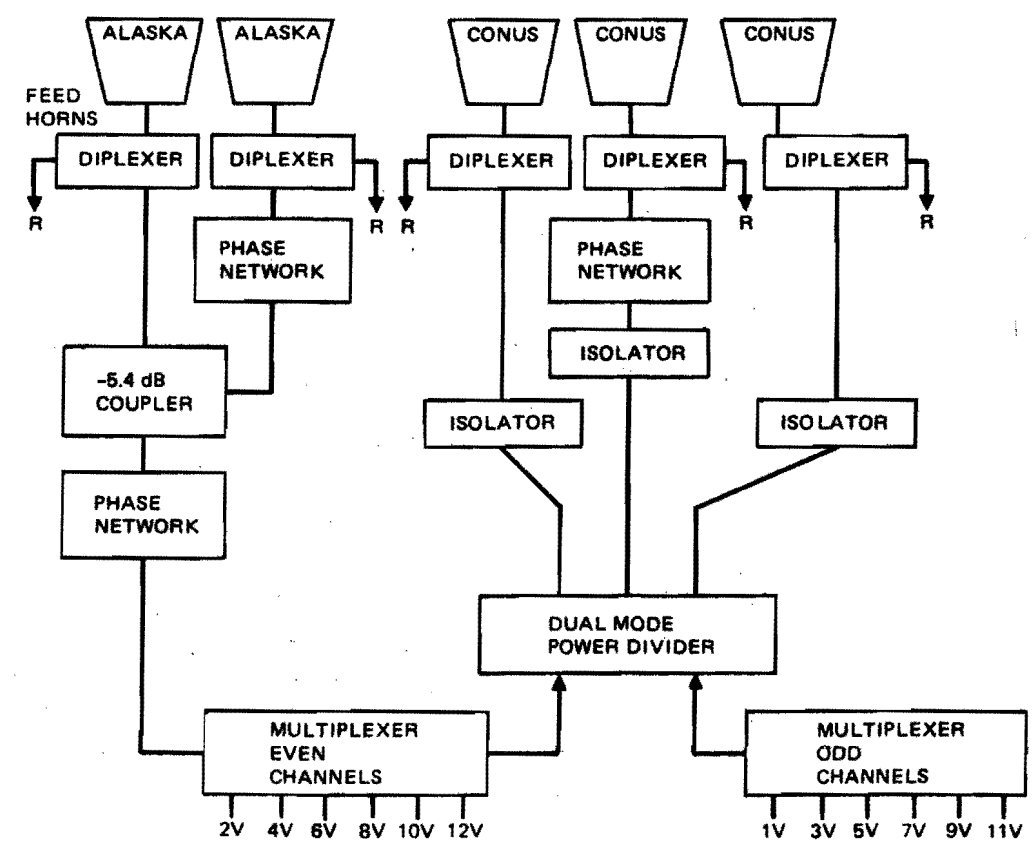 ALASKA
ALASKA
CONUS
CONUS
CONUS
FEED
HORNS
DIPLEXER
DIPLEXER
DIPLEXER
DIPLEXER
DIPLEXER
R
R
R
R
R
PHASE
NETWORK
PHASE
NETWORK
ISOLATOR
-5.4 dB
COUPLER
ISOLATOR
ISOLATOR
PHASE
NETWORK
DUAL MODE
POWER DIVIDER
MULTIPLEXER
EVEN
CHANNELS
MULTIPLEXER
ODD
CHANNELS
2V 4V 6V 8V 10V 12V
1V 3V 5V 7V 9V 11V